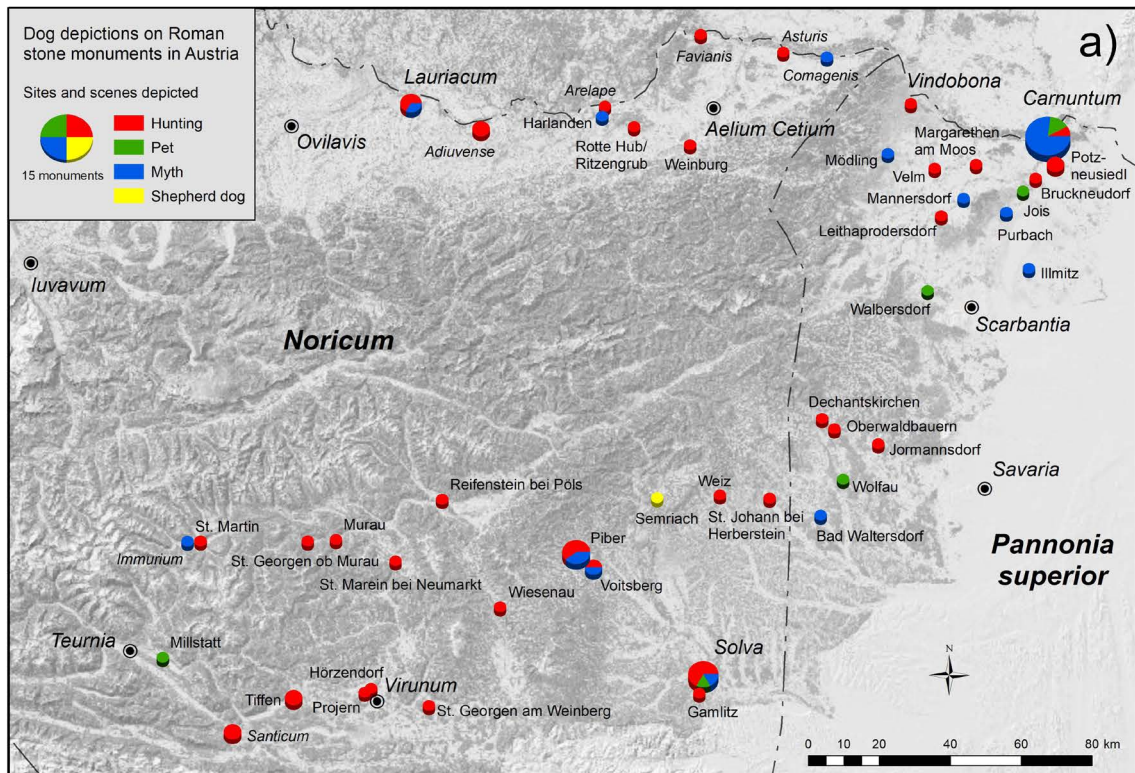 Dog depictions on Roman
stone monuments in Austria
Sites and scenes depicted
Hunting
Pet
Myth
Shepherd dog
15 monuments
a)
Favianis
Asturis
Comagenis
Vindobona
Carnuntum
Lauriacum
Arelape
Harlanden
Ovilavis
Adiuvense
Rotte Hub/
Ritzengrub
Weinburg
Aelium Cetium
Margarethen
am Moos
Mödling
Velm
Potz-
neusiedl
Bruckneudorf
Mannersdorf
Jois
Leithaprodersdorf
Purbach
Illmitz
Iuvavum
Walbersdorf
Scarbantia
Noricum
Dechantskirchen
Oberwaldbauern
Jormannsdorf
Savaria
Wolfau
Reifenstein bei Pöls
Weiz
Semriach
St. Johann bei
Herberstein
Bad Waltersdorf
St. Martin
Murau
Immurium
St. Georgen ob Murau
St. Marein bei Neumarkt
Piber
Voitsberg
Wiesenau
Pannonia
superior
Teurnia
Millstatt
Solva
Hörzendorf
Virunum
Tiffen
Projern
St. Georgen am Weinberg
Gamlitz
Santicum
N
0 20 40 60 80 km